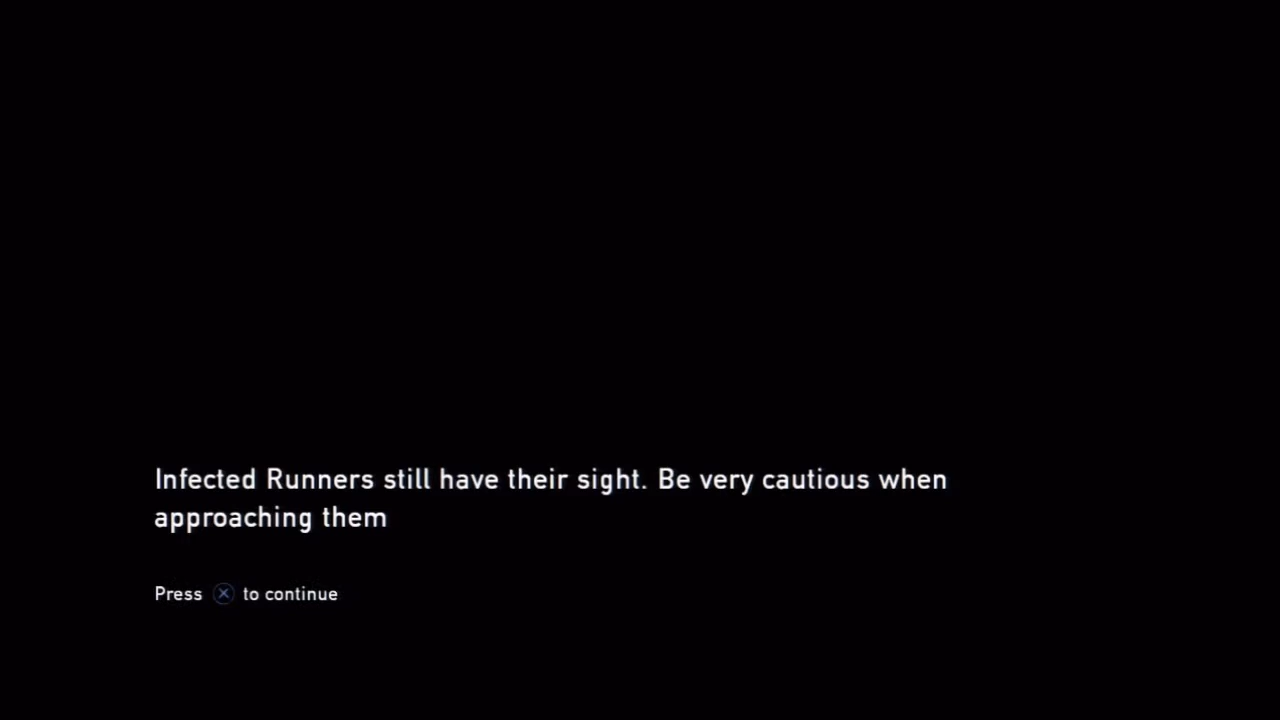 Infected Runners still have their sight. Be very cautious when
approaching them
Press ⓧ to continue